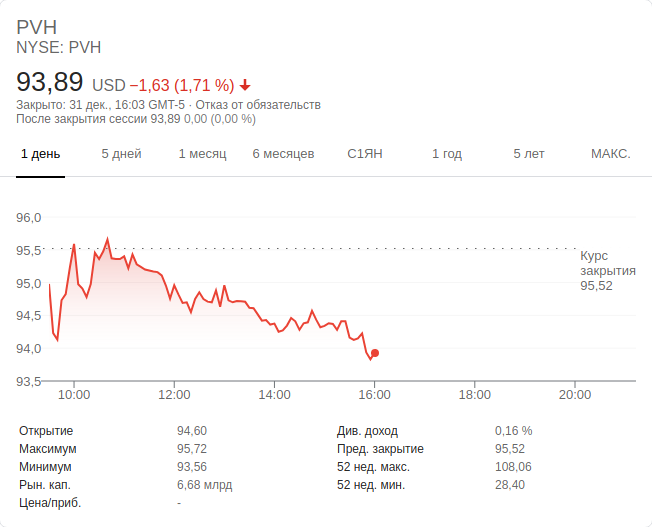 PVH
NYSE: PVH
93,89 USD −1,63 (1,71 %)
Закрыто: 31 дек., 16:03 GMT-5 · Отказ от обязательств
После закрытия сессии 93,89 0,00 (0,00 %)
1 день 5 дней 1 месяц 6 месяцев С1ЯН 1 год 5 лет МАКС.
96,0
95,5
95,0
94,5
94,0
93,5
Курс
закрытия
95,52
10:00 12:00 14:00 16:00 18:00 20:00
Открытие 94,60 Див. доход 0,16 %
Максимум 95,72 Пред. закрытие 95,52
Минимум 93,56 52 нед. макс. 108,06
Рын. кап. 6,68 млрд 52 нед. мин. 28,40
Цена/приб. -